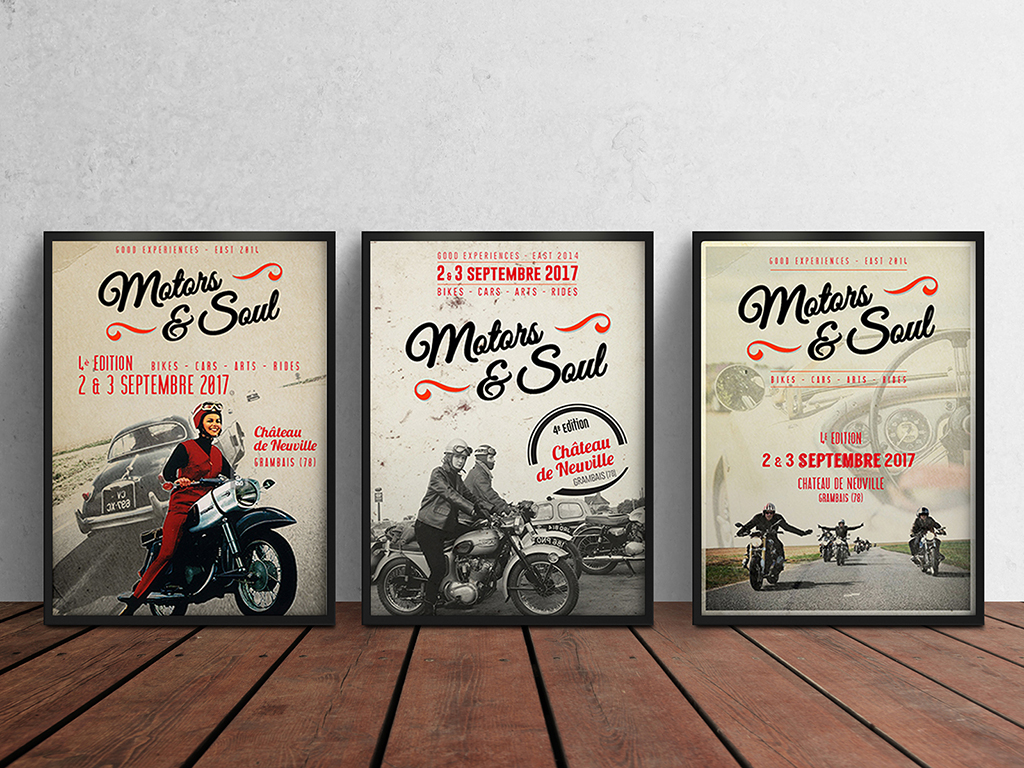 GOOD EXPERIENCES - EAST 2014
Motors
& Soul
4e EDITION BIKES - CARS - ARTS - RIDES
2 & 3 SEPTEMBRE 2017
Château
de Neuville
GRAMBAIS (78)
GOOD EXPERIENCES - EAST 2014
2 & 3 SEPTEMBRE 2017
BIKES - CARS - ARTS - RIDES
Motors
& Soul
4e Edition
Château
de Neuville
GRAMBAIS (78)
GOOD EXPERIENCES - EAST 2014
Motors
& Soul
BIKES - CARS - ARTS - RIDES
4e EDITION
2 & 3 SEPTEMBRE 2017
CHATEAU DE NEUVILLE
GRAMBAIS (78)